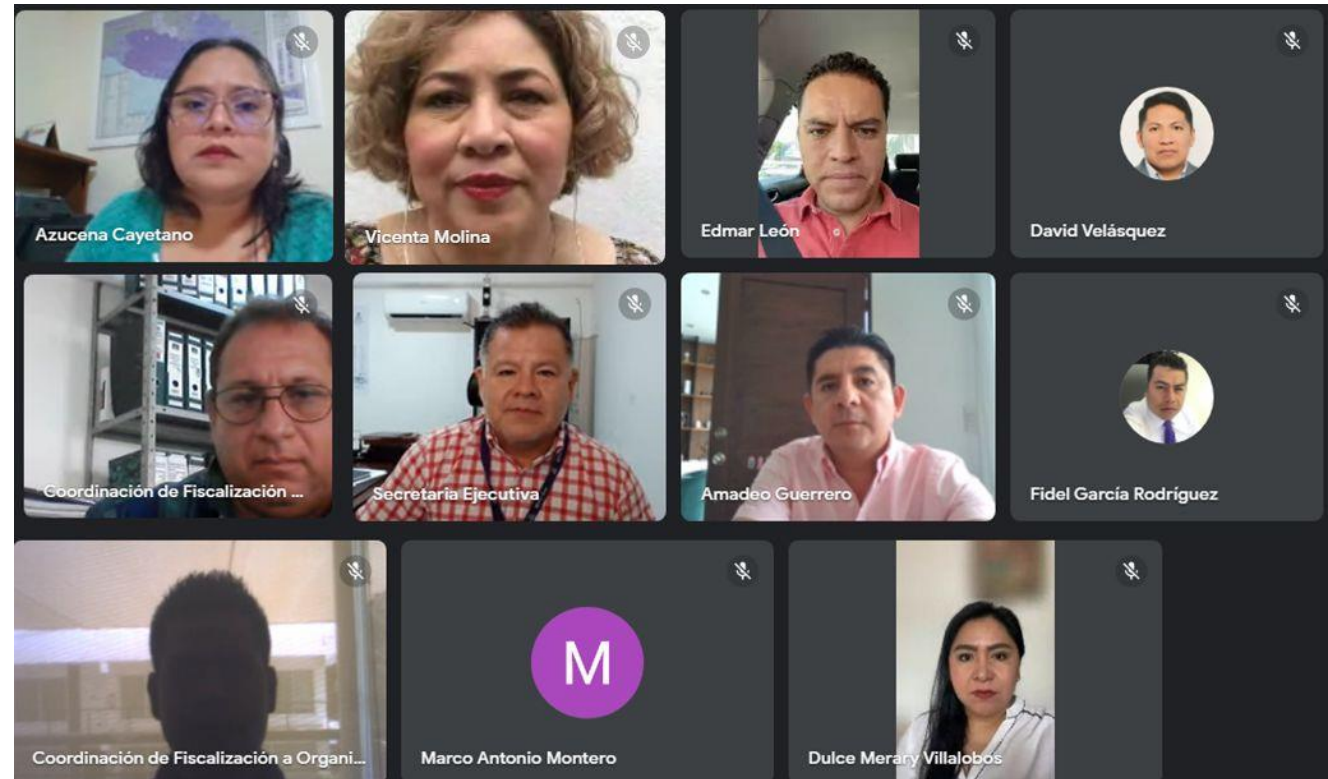 Azucena Cayetano
Vicenta Molina
Edmar León
David Velásquez
Coordinación de Fiscalización ...
Secretaria Ejecutiva
Amadeo Guerrero
Fidel García Rodríguez
Coordinación de Fiscalización a Organi...
M
Marco Antonio Montero
Dulce Merary Villalobos